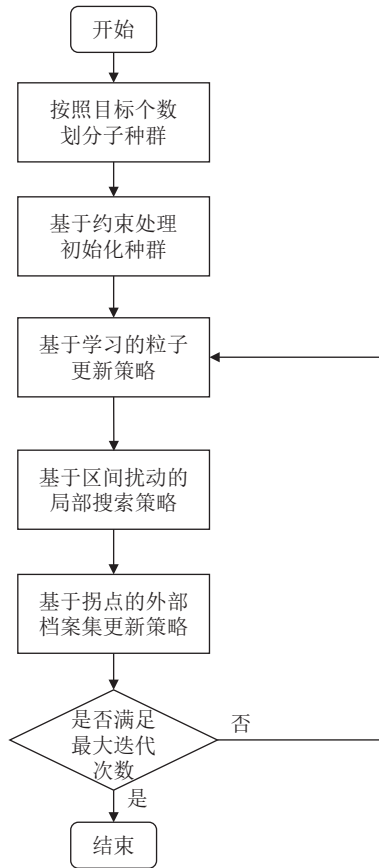 开始
按照目标个数
划分子种群
基于约束处理
初始化种群
基于学习的粒子
更新策略
基于区间扰动的
局部搜索策略
基于拐点的外部
档案集更新策略
是否满足
最大迭代
次数
否
是
结束